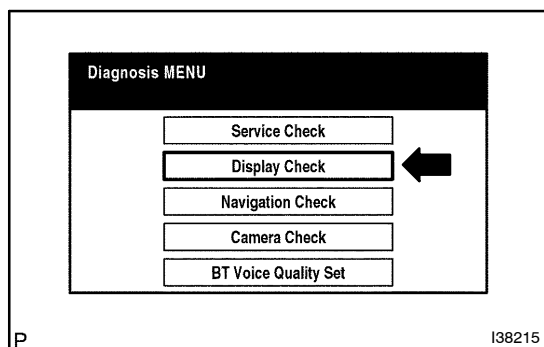 Diagnosis MENU
Service Check
Display Check
Navigation Check
Camera Check
BT Voice Quality Set
P
I38215